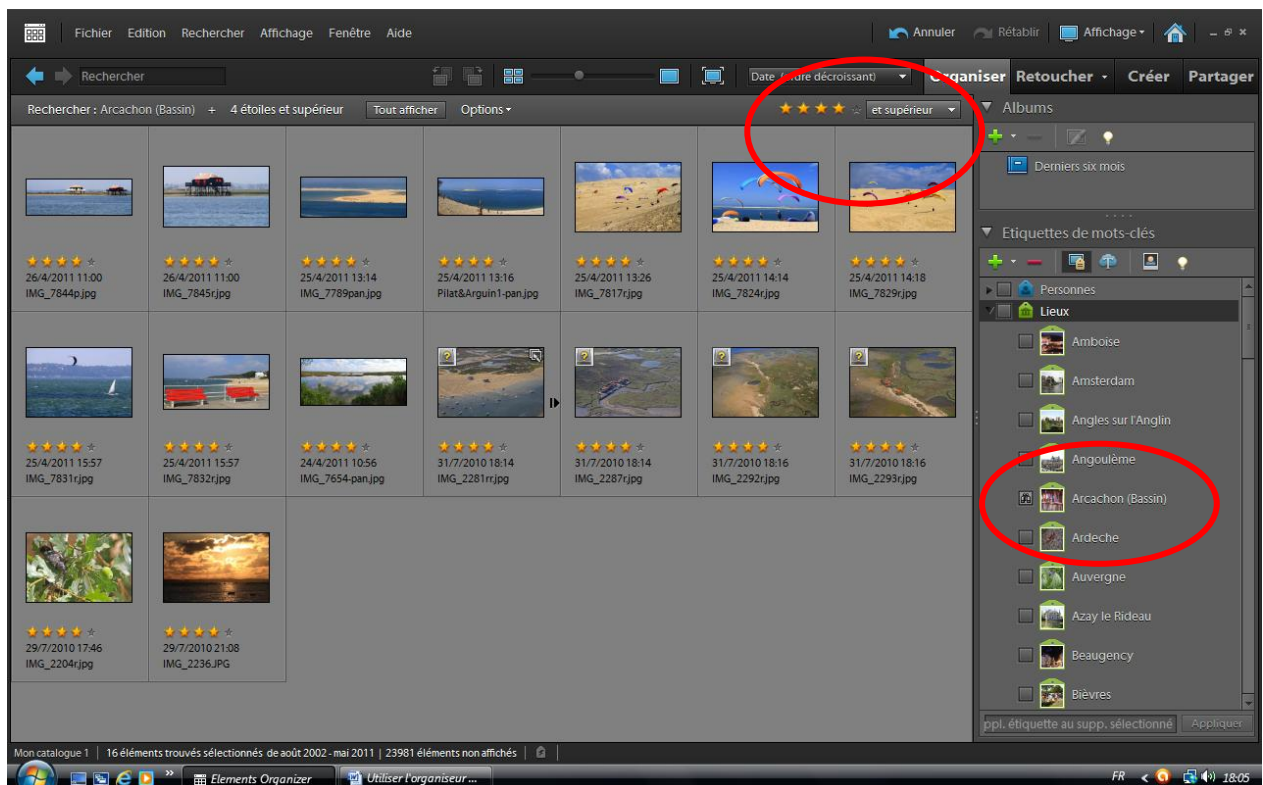 Fichier Edition Rechercher Affichage Fenêtre Aide Annuler Rétablir Affichage
Rechercher Date (ordre décroissant) Organiser Retoucher Créer Partager
Rechercher : Arcachon (Bassin) + 4 étoiles et supérieur Tout afficher Options et supérieur
Albums
Derniers six mois
Etiquettes de mots-clés
Personnes
Lieux
Amboise
Amsterdam
Angles sur l'Anglin
Angoulème
Arcachon (Bassin)
Ardeche
Auvergne
Azay le Rideau
Beaugency
Bièvres
ppl. étiquette au supp. sélectionné Appliquer
26/4/2011 11:00
IMG_7844p.jpg
26/4/2011 11:00
IMG_7845r.jpg
25/4/2011 13:14
IMG_7789pan.jpg
25/4/2011 13:16
Pilat&Arguin1-pan.jpg
25/4/2011 13:26
IMG_7817r.jpg
25/4/2011 14:14
IMG_7824r.jpg
25/4/2011 14:18
IMG_7829r.jpg
25/4/2011 15:57
IMG_7831r.jpg
25/4/2011 15:57
IMG_7832r.jpg
24/4/2011 10:56
IMG_7654-pan.jpg
31/7/2010 18:14
IMG_2281rr.jpg
31/7/2010 18:14
IMG_2287r.jpg
31/7/2010 18:16
IMG_2292r.jpg
31/7/2010 18:16
IMG_2293r.jpg
29/7/2010 17:46
IMG_2204r.jpg
29/7/2010 21:08
IMG_2236.JPG
Mon catalogue 1 | 16 éléments trouvés sélectionnés de août 2002 - mai 2011 | 23981 éléments non affichés
Elements Organizer Utiliser l'organiseur ... FR 18:05